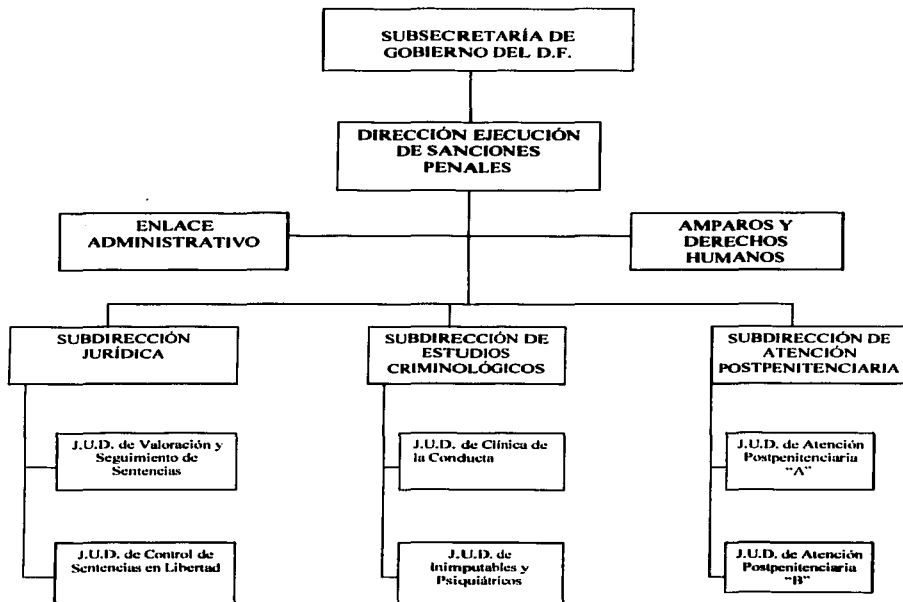 SUBSECRETARÍA DE
GOBIERNO DEL D.F.
DIRECCIÓN EJECUCIÓN
DE SANCIONES
PENALES
ENLACE
ADMINISTRATIVO
AMPAROS Y
DERECHOS
HUMANOS
SUBDIRECCIÓN
JURÍDICA
SUBDIRECCIÓN DE
ESTUDIOS
CRIMINOLÓGICOS
SUBDIRECCIÓN DE
ATENCIÓN
POSTPENITENCIARIA
J.U.D. de Valoración y
Seguimiento de
Sentencias
J.U.D. de Clínica de
la Conducta
J.U.D. de Atención
Postpenitenciaria
"A"
J.U.D. de Control de
Sentencias en Libertad
J.U.D. de
Inimputables y
Psiquiátricos
J.U.D. de Atención
Postpenitenciaria
"B"